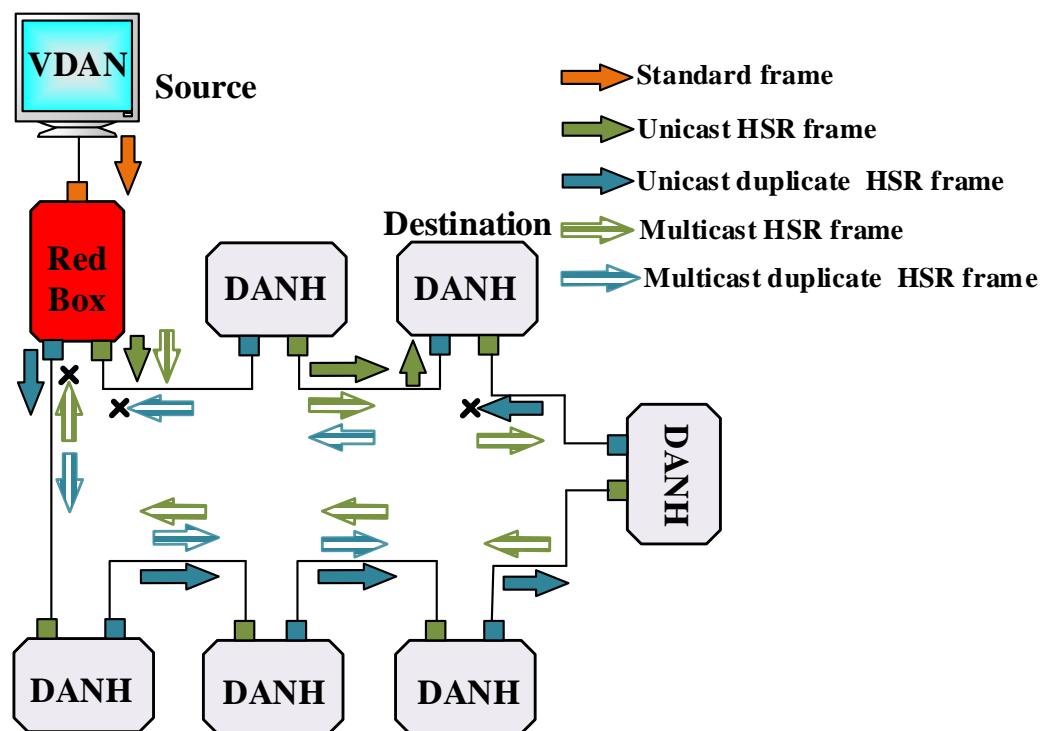 VDAN
Source
Standard frame
Unicast HSR frame
Unicast duplicate HSR frame
Destination
Multicast HSR frame
Multicast duplicate HSR frame
Red
Box
DANH
DANH
DANH
DANH
DANH
DANH